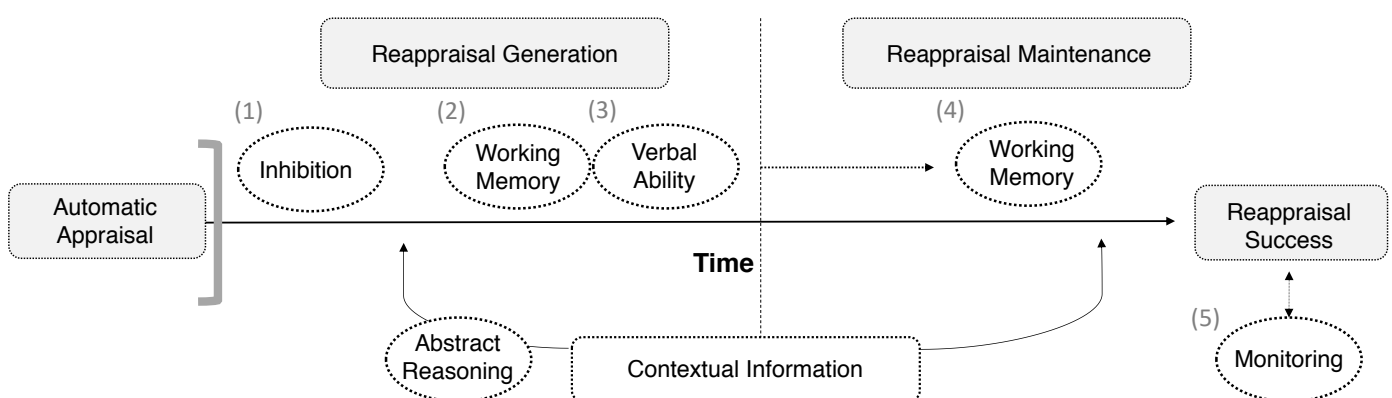 Reappraisal Generation
Reappraisal Maintenance
(1)
(2)
(3)
(4)
Inhibition
Working
Memory
Verbal
Ability
Working
Memory
Automatic
Appraisal
Reappraisal
Success
Time
(5)
Abstract
Reasoning
Contextual Information
Monitoring